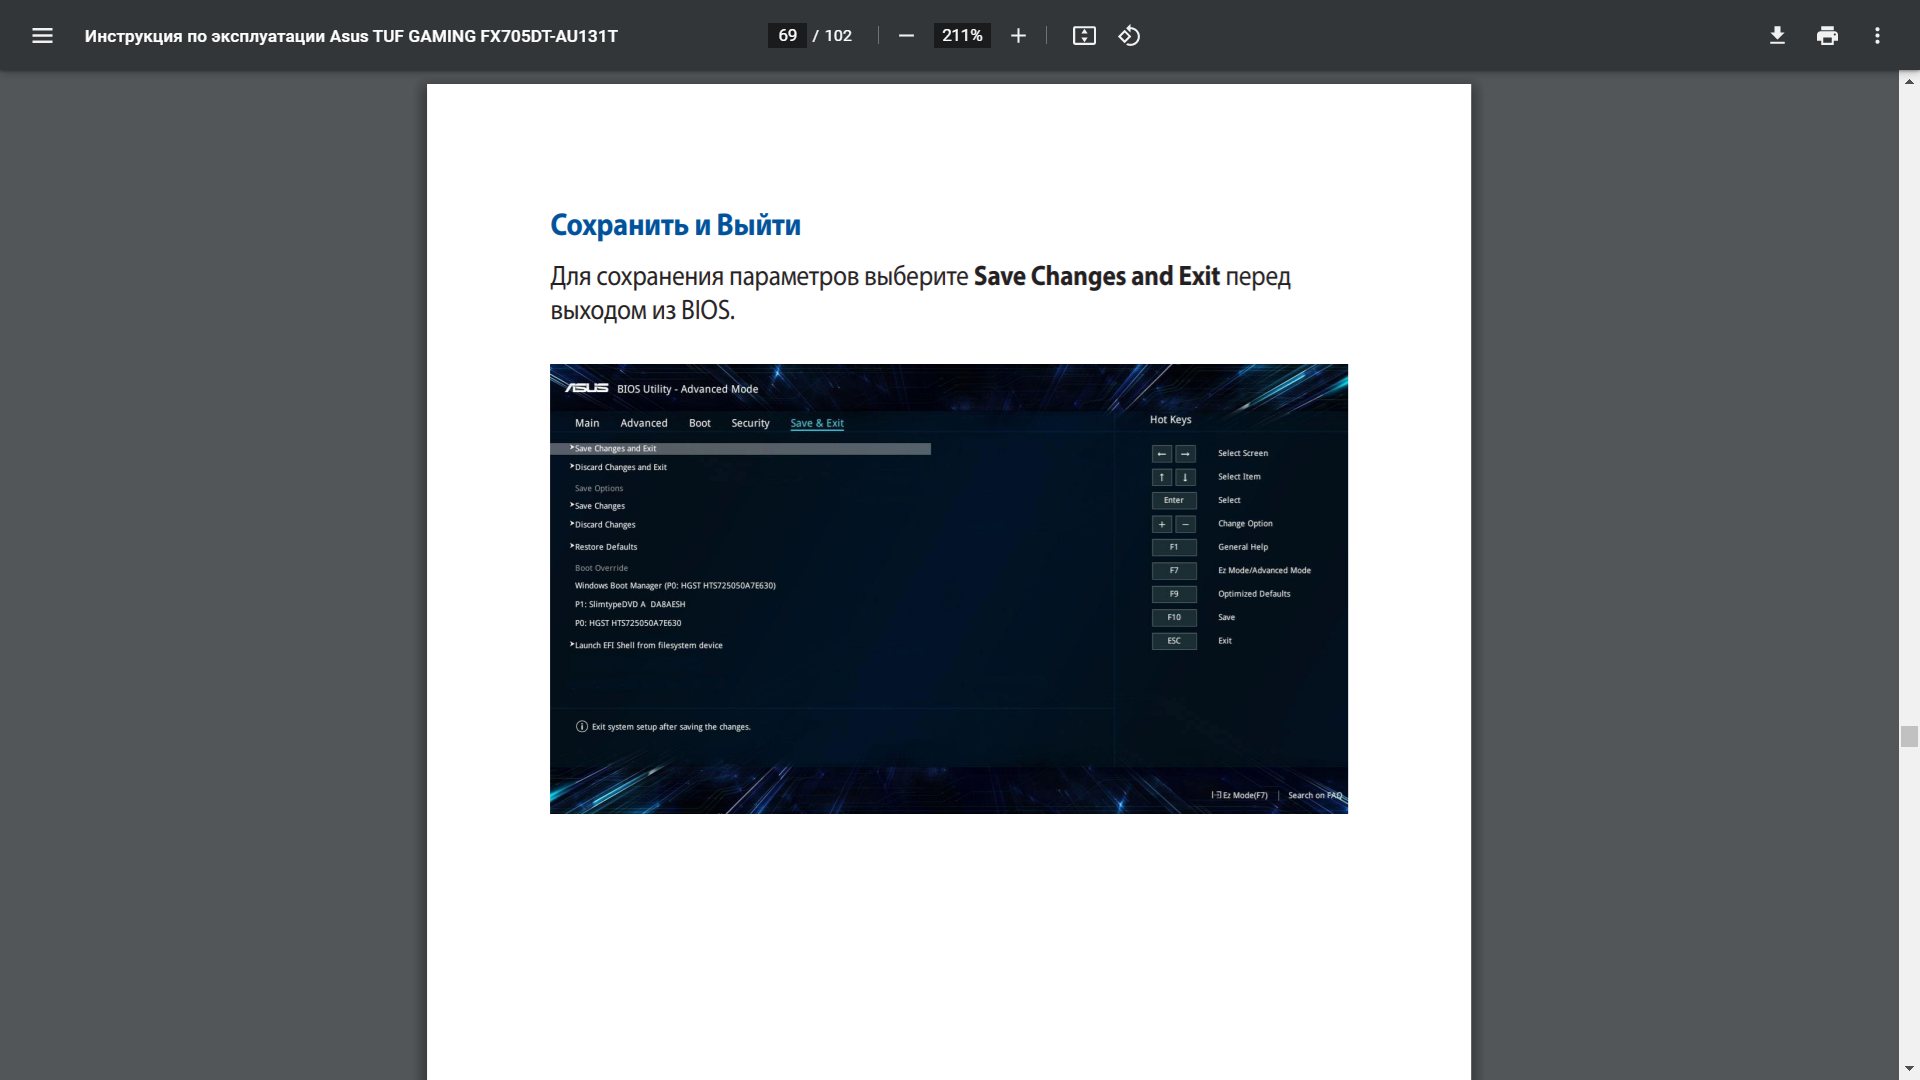 Инструкция по эксплуатации Asus TUF GAMING FX705DT-AU131T
69 / 102
211%
Сохранить и Выйти
Для сохранения параметров выберите Save Changes and Exit перед
выходом из BIOS.
ASUS BIOS Utility - Advanced Mode
Main Advanced Boot Security Save & Exit
Save Changes and Exit
Discard Changes and Exit
Save Options
Save Changes
Discard Changes
Restore Defaults
Boot Override
Windows Boot Manager (P0: HGST HTS725050A7E630)
P1: SlimtypeDVD A DA8AESH
P0: HGST HTS725050A7E630
Launch EFI Shell from filesystem device
Exit system setup after saving the changes.
Hot Keys
← → Select Screen
↑ ↓ Select Item
Enter Select
+ − Change Option
F1 General Help
F7 Ez Mode/Advanced Mode
F9 Optimized Defaults
F10 Save
ESC Exit
Ez Mode(F7) | Search on FAQ